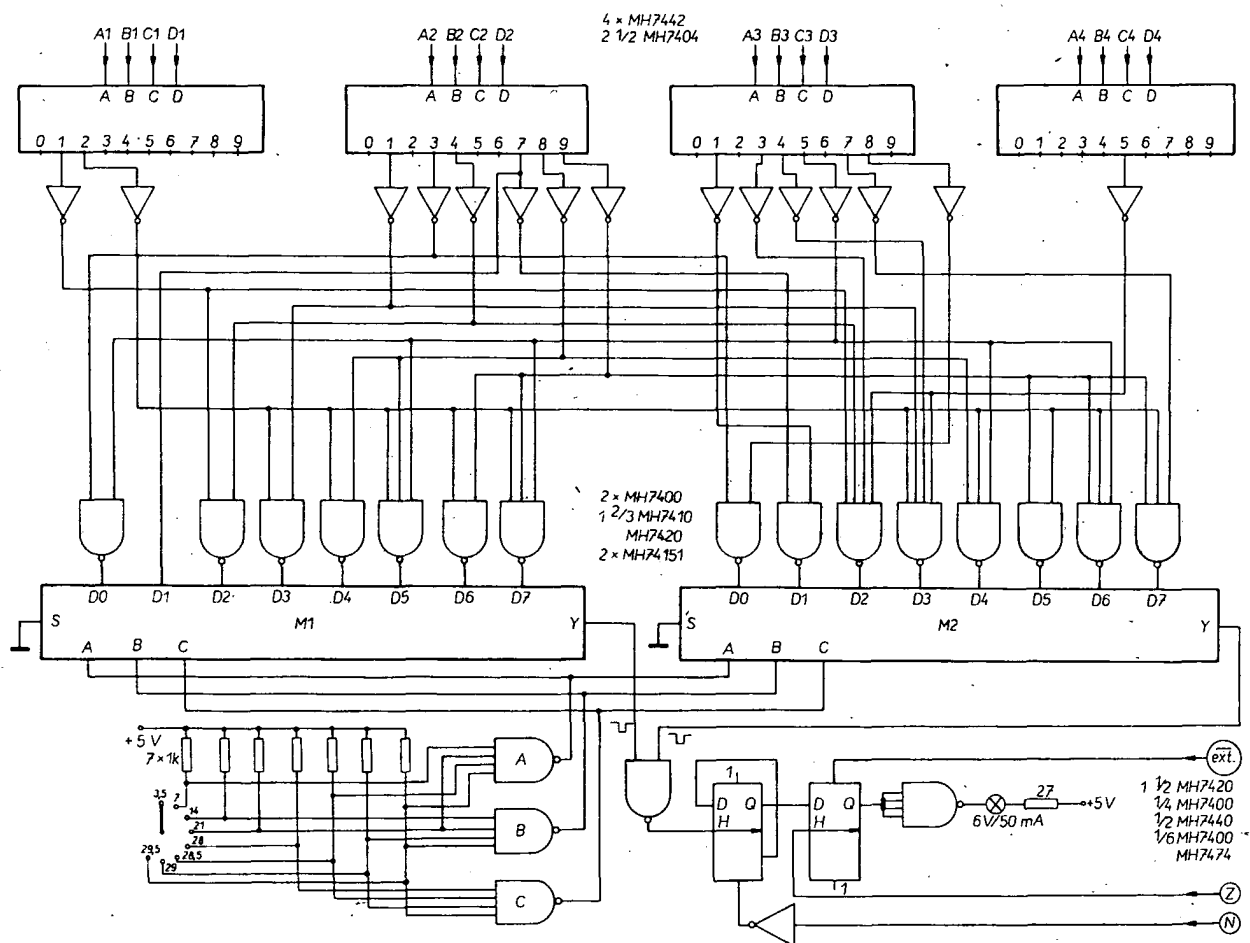 4 × MH7442
2 1/2 MH7404
A1 B1 C1 D1
A2 B2 C2 D2
A3 B3 C3 D3
A4 B4 C4 D4
A B C D
A B C D
A B C D
A B C D
0 1 2 3 4 5 6 7 8 9
0 1 2 3 4 5 6 7 8 9
0 1 2 3 4 5 6 7 8 9
0 1 2 3 4 5 6 7 8 9
2 × MH7400
1 2/3 MH7410
MH7420
2 × MH74151
D0 D1 D2 D3 D4 D5 D6 D7
S M1 Y
A B C
D0 D1 D2 D3 D4 D5 D6 D7
S M2 Y
A B C
+5 V
7×1k
3,5 7
14
21
28
28,5
29
29,5
A
B
C
1
D Q
H
1
D Q
H
1
6V/50 mA
27
+5V
ext.
1 1/2 MH7420
1/4 MH7400
1/2 MH7440
1/6 MH7400
MH7474
Z
N